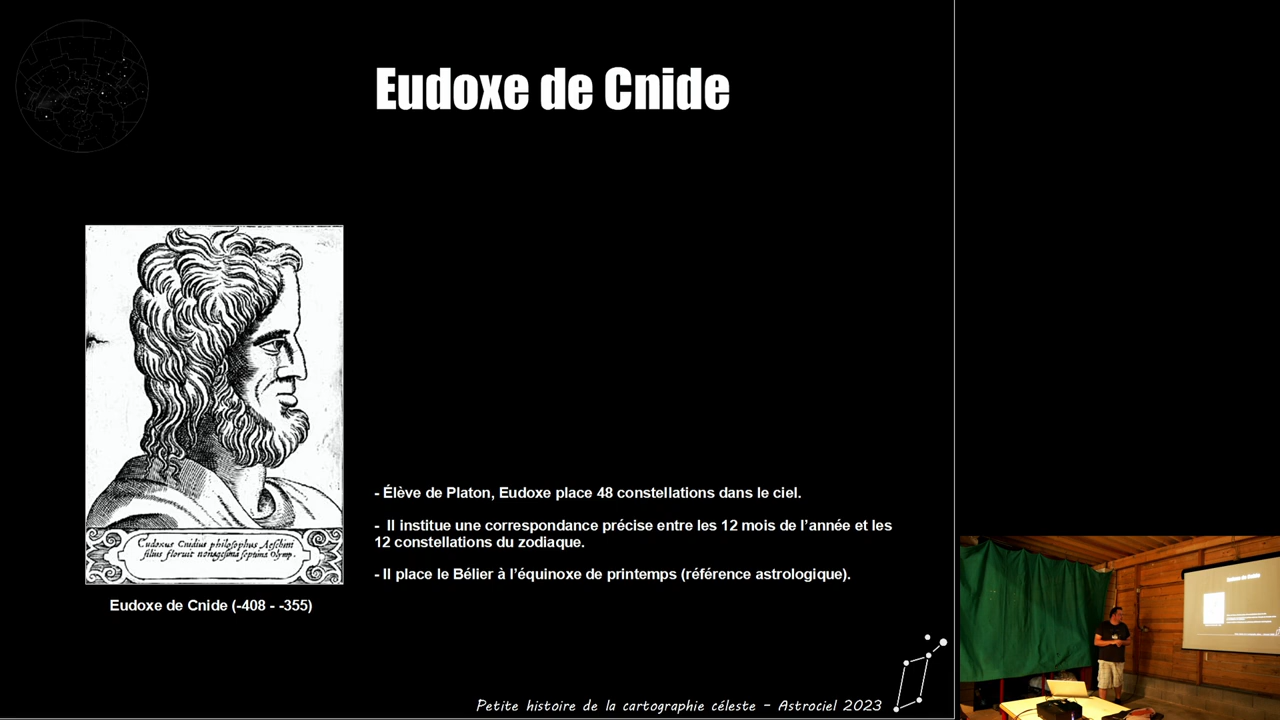 Eudoxe de Cnide
Eudoxus Cnidius philosophus Aeschini
filius floruit nonagesima septima Olymp.
Eudoxe de Cnide (-408 - -355)
- Élève de Platon, Eudoxe place 48 constellations dans le ciel.
- Il institue une correspondance précise entre les 12 mois de l’année et les
12 constellations du zodiaque.
- Il place le Bélier à l’équinoxe de printemps (référence astrologique).
Petite histoire de la cartographie céleste - Astrociel 2023
Eudoxe de Cnide